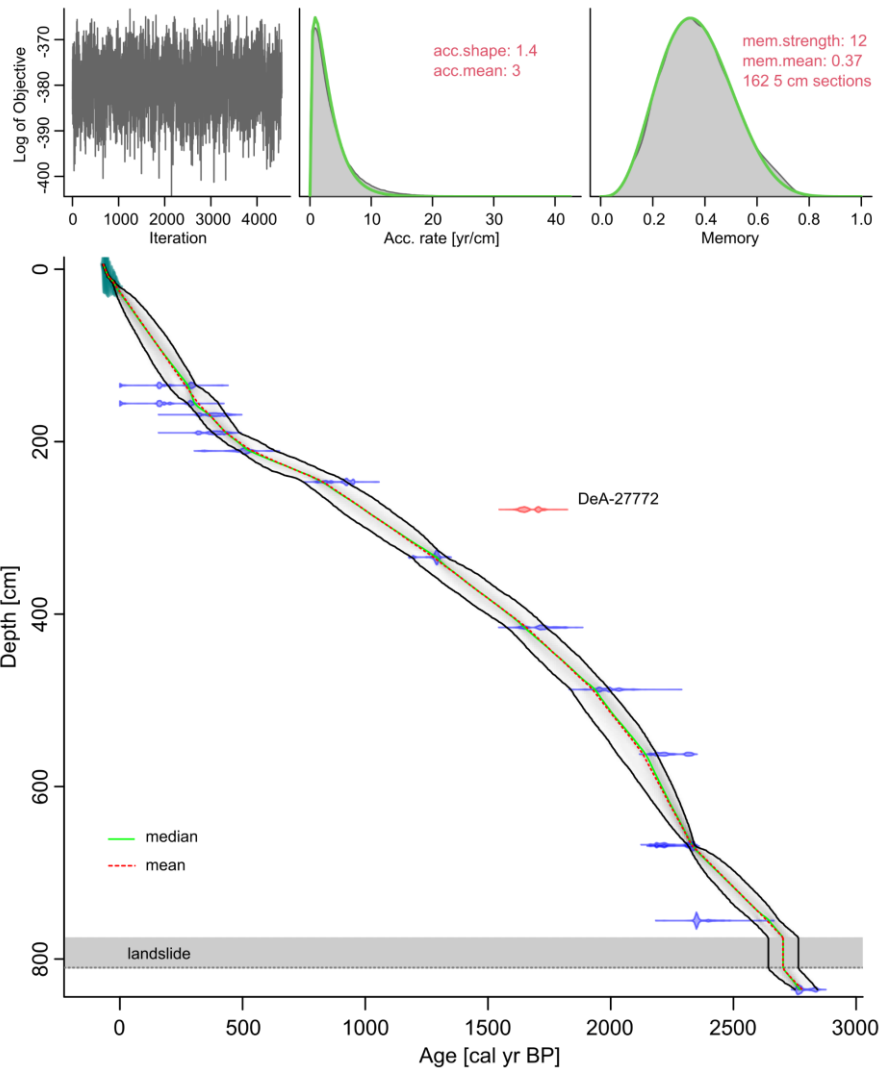 -370
-380
-390
-400
Log of Objective
0 1000 2000 3000 4000
Iteration
acc.shape: 1.4
acc.mean: 3
0 10 20 30 40
Acc. rate [yr/cm]
mem.strength: 12
mem.mean: 0.37
162 5 cm sections
0.0 0.2 0.4 0.6 0.8 1.0
Memory
0
200
400
600
800
Depth [cm]
DeA-27772
median
mean
landslide
0 500 1000 1500 2000 2500 3000
Age [cal yr BP]